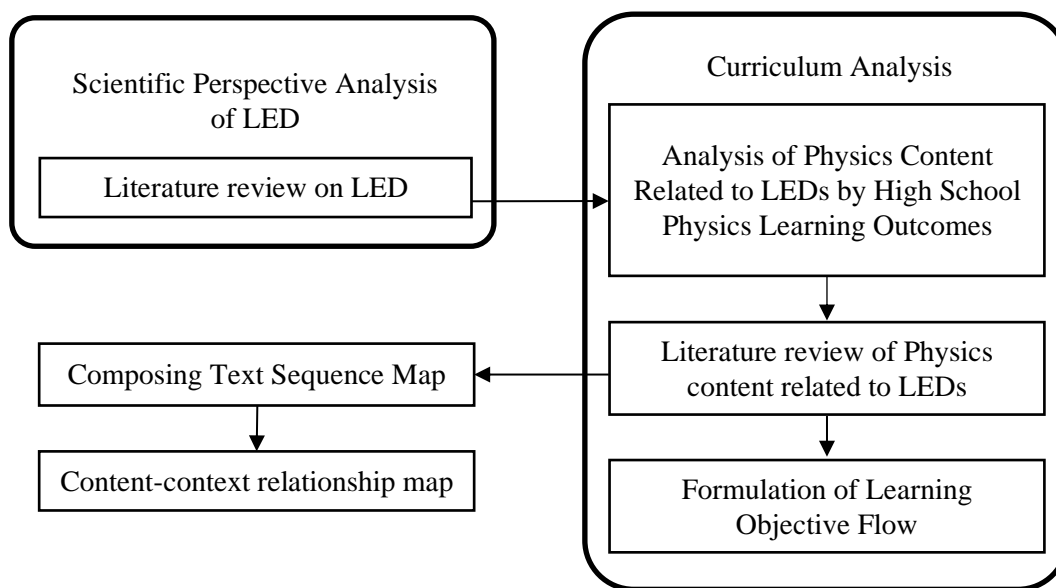 Scientific Perspective Analysis
of LED
Literature review on LED
Curriculum Analysis
Analysis of Physics Content
Related to LEDs by High School
Physics Learning Outcomes
Literature review of Physics
content related to LEDs
Formulation of Learning
Objective Flow
Composing Text Sequence Map
Content-context relationship map